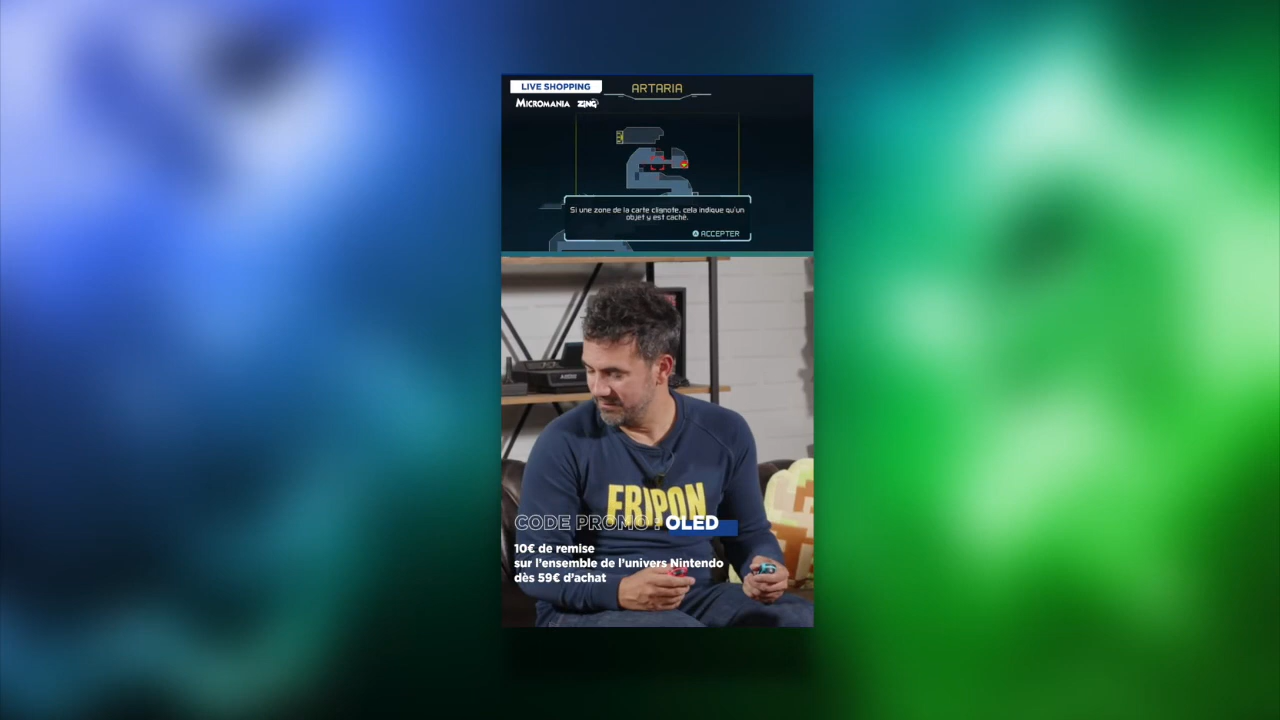 LIVE SHOPPING
MICROMANIA ZiNG
ARTARIA
Si une zone de la carte clignote, cela indique qu'un
objet y est caché.
A ACCEPTER
FRIPON
CODE PROMO : OLED
10€ de remise
sur l'ensemble de l'univers Nintendo
dès 59€ d'achat